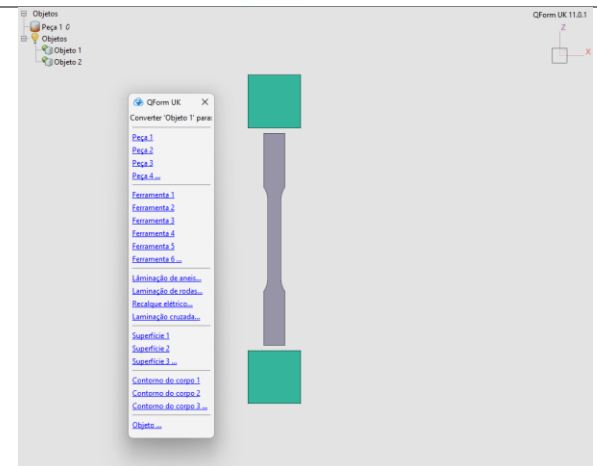 Objetos
QForm UK 11.0.1
Peça 1 0
Objetos
Objeto 1
Objeto 2
Z
X
QForm UK
Converter 'Objeto 1' para:
Peça 1
Peça 2
Peça 3
Peça 4 ...
Ferramenta 1
Ferramenta 2
Ferramenta 3
Ferramenta 4
Ferramenta 5
Ferramenta 6 ...
Lâminação de aneis...
Laminação de rodas...
Recalque elétrico...
Laminação cruzada...
Superfície 1
Superfície 2
Superfície 3 ...
Contorno do corpo 1
Contorno do corpo 2
Contorno do corpo 3 ...
Objeto ...